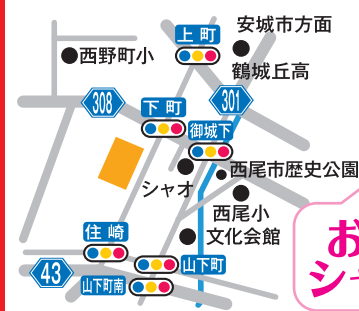 安城市方面
上町
西野町小
鶴城丘高
308
下町
301
御城下
シャオ
西尾市歴史公園
西尾小
住崎
文化会館
山下町
43
山下町南
お
シャ